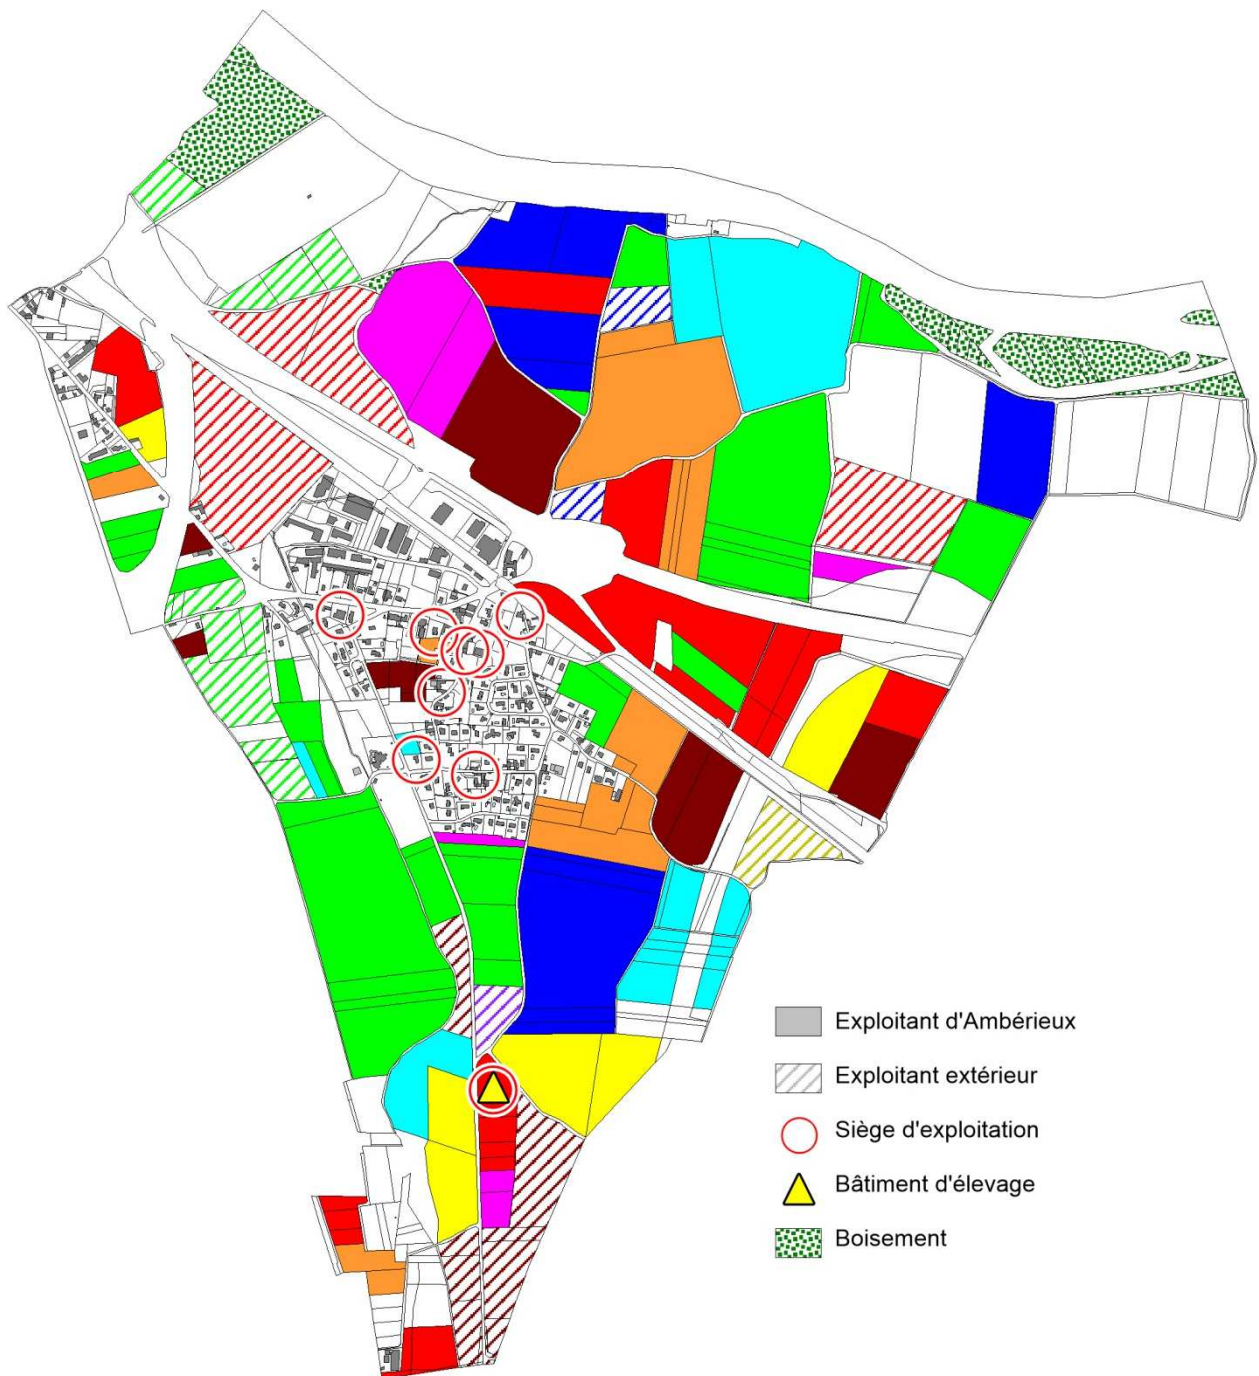 Exploitant d'Ambérieux
Exploitant extérieur
Siège d'exploitation
Bâtiment d'élevage
Boisement